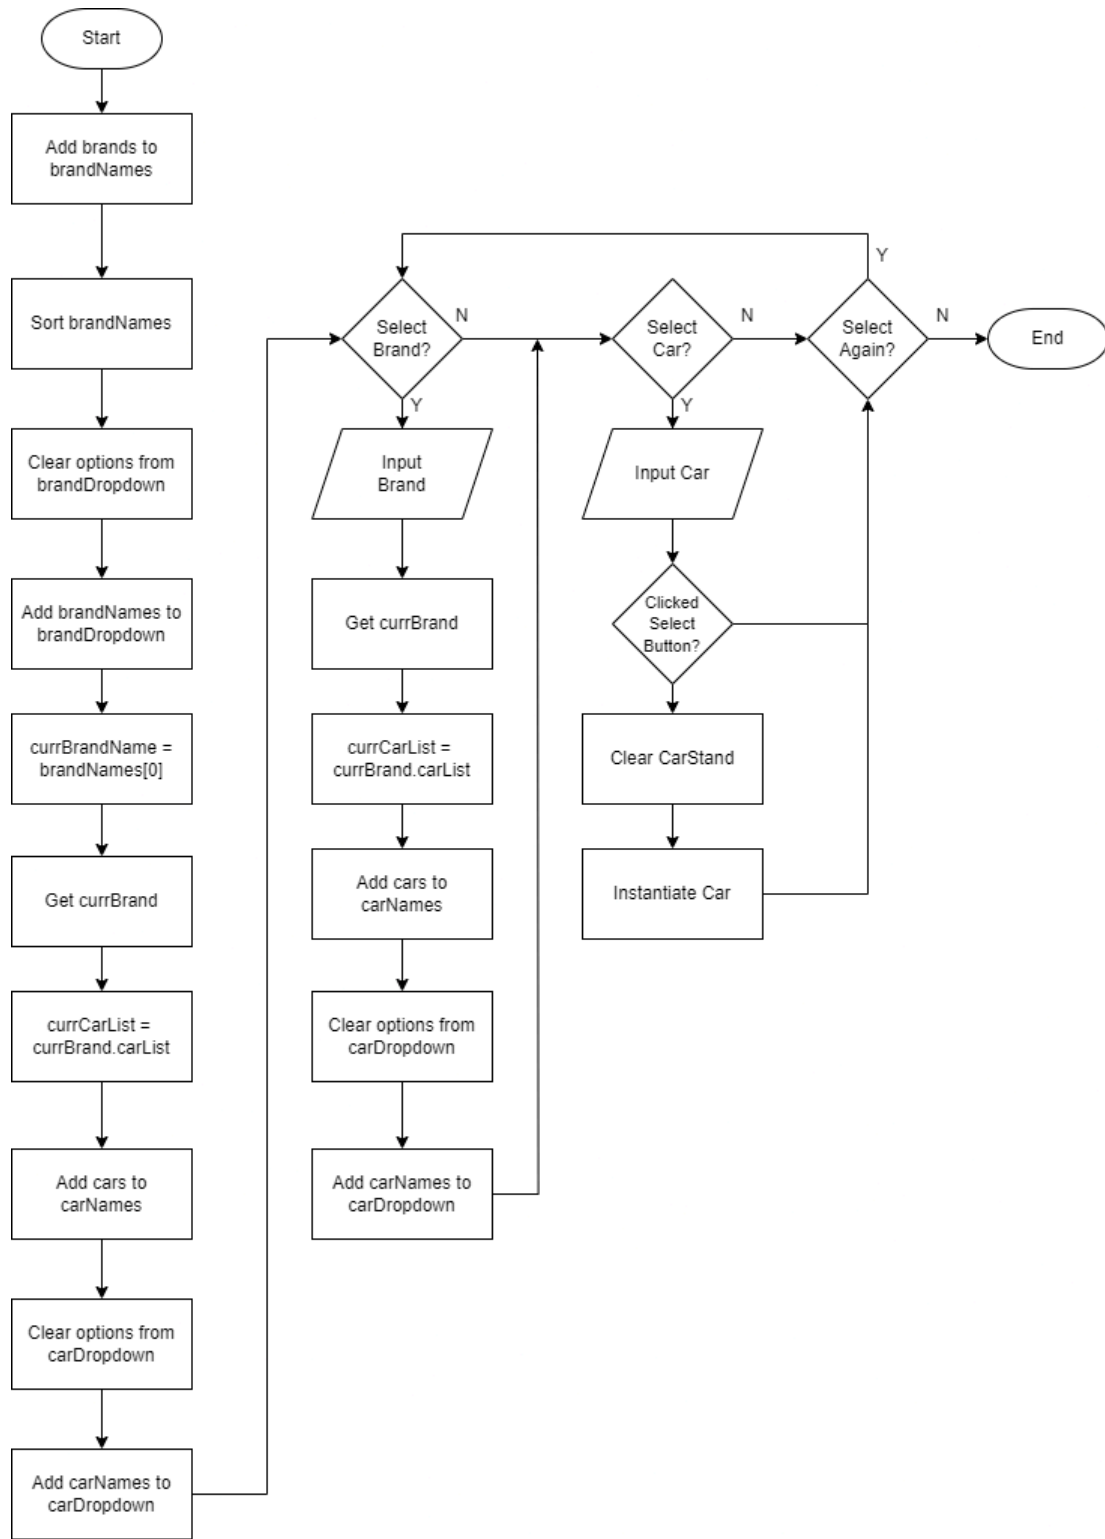 Start
Add brands to
brandNames
Sort brandNames
Clear options from
brandDropdown
Add brandNames to
brandDropdown
currBrandName =
brandNames[0]
Get currBrand
currCarList =
currBrand.carList
Add cars to
carNames
Clear options from
carDropdown
Add carNames to
carDropdown
Select
Brand?
N
Y
Input
Brand
Get currBrand
currCarList =
currBrand.carList
Add cars to
carNames
Clear options from
carDropdown
Add carNames to
carDropdown
Select
Car?
N
Y
Input Car
Clicked
Select
Button?
Clear CarStand
Instantiate Car
Select
Again?
Y
N
End